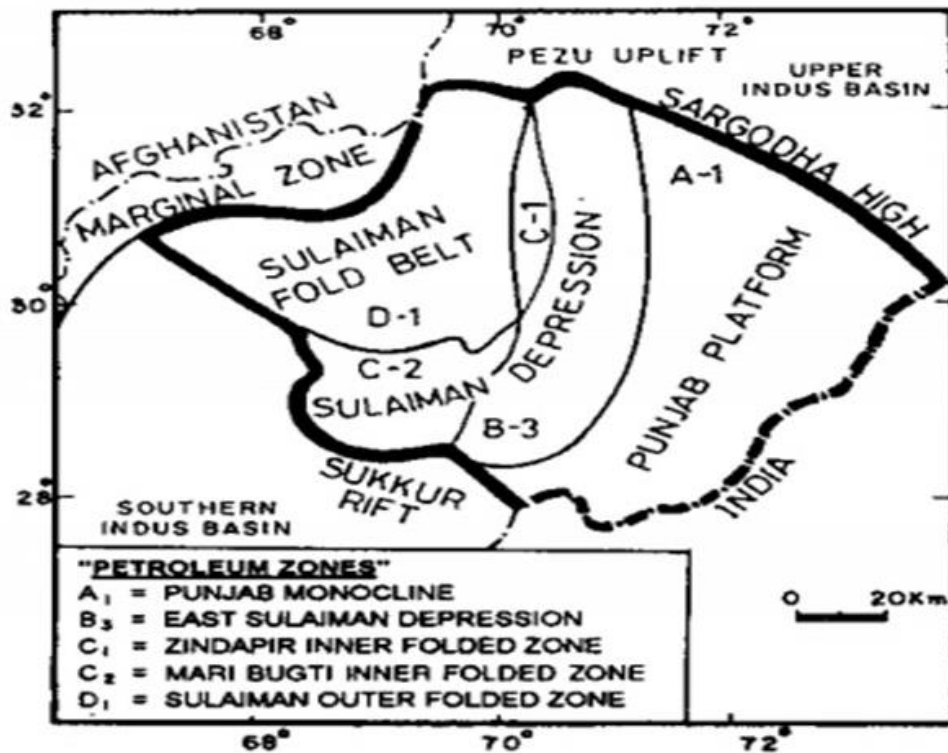 68°
70°
72°
PEZU UPLIFT
UPPER
INDUS BASIN
32°
AFGHANISTAN
MARGINAL ZONE
SARGODHA HIGH
A-1
C-1
SULAIMAN
FOLD BELT
DEPRESSION
30°
D-1
PUNJAB PLATFORM
C-2
SULAIMAN
B-3
SUKKUR
RIFT
INDIA
28°
SOUTHERN
INDUS BASIN
"PETROLEUM ZONES"
A₁ = PUNJAB MONOCLINE
B₃ = EAST SULAIMAN DEPRESSION
C₁ = ZINDAPIR INNER FOLDED ZONE
C₂ = MARI BUGTI INNER FOLDED ZONE
D₁ = SULAIMAN OUTER FOLDED ZONE
0 20Km
68°
70°
72°